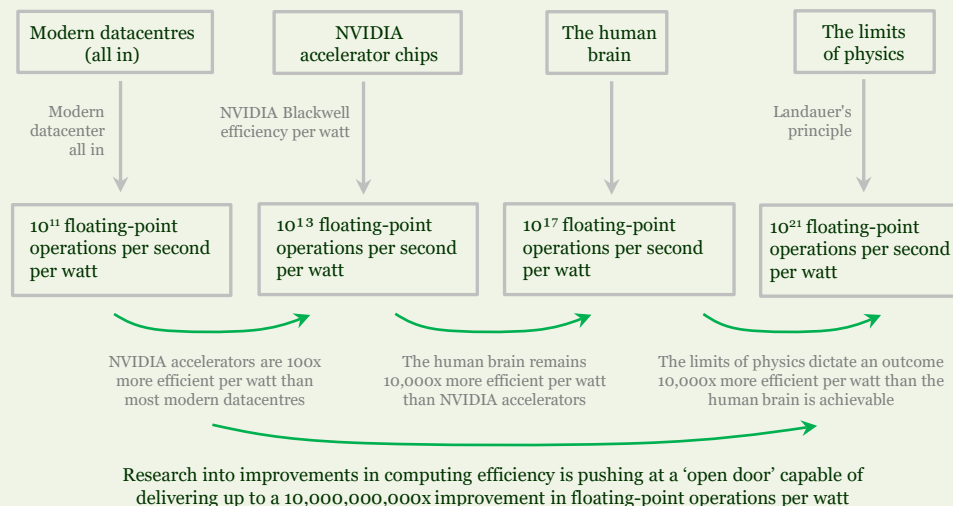 Modern datacentres
(all in)
NVIDIA
accelerator chips
The human
brain
The limits
of physics
Modern
datacenter
all in
NVIDIA Blackwell
efficiency per watt
Landauer's
principle
10¹¹ floating-point
operations per second
per watt
10¹³ floating-point
operations per second
per watt
10¹⁷ floating-point
operations per second
per watt
10²¹ floating-point
operations per second
per watt
NVIDIA accelerators are 100x
more efficient per watt than
most modern datacentres
The human brain remains
10,000x more efficient per watt
than NVIDIA accelerators
The limits of physics dictate an outcome
10,000x more efficient per watt than the
human brain is achievable
Research into improvements in computing efficiency is pushing at a ‘open door’ capable of
delivering up to a 10,000,000,000x improvement in floating-point operations per watt